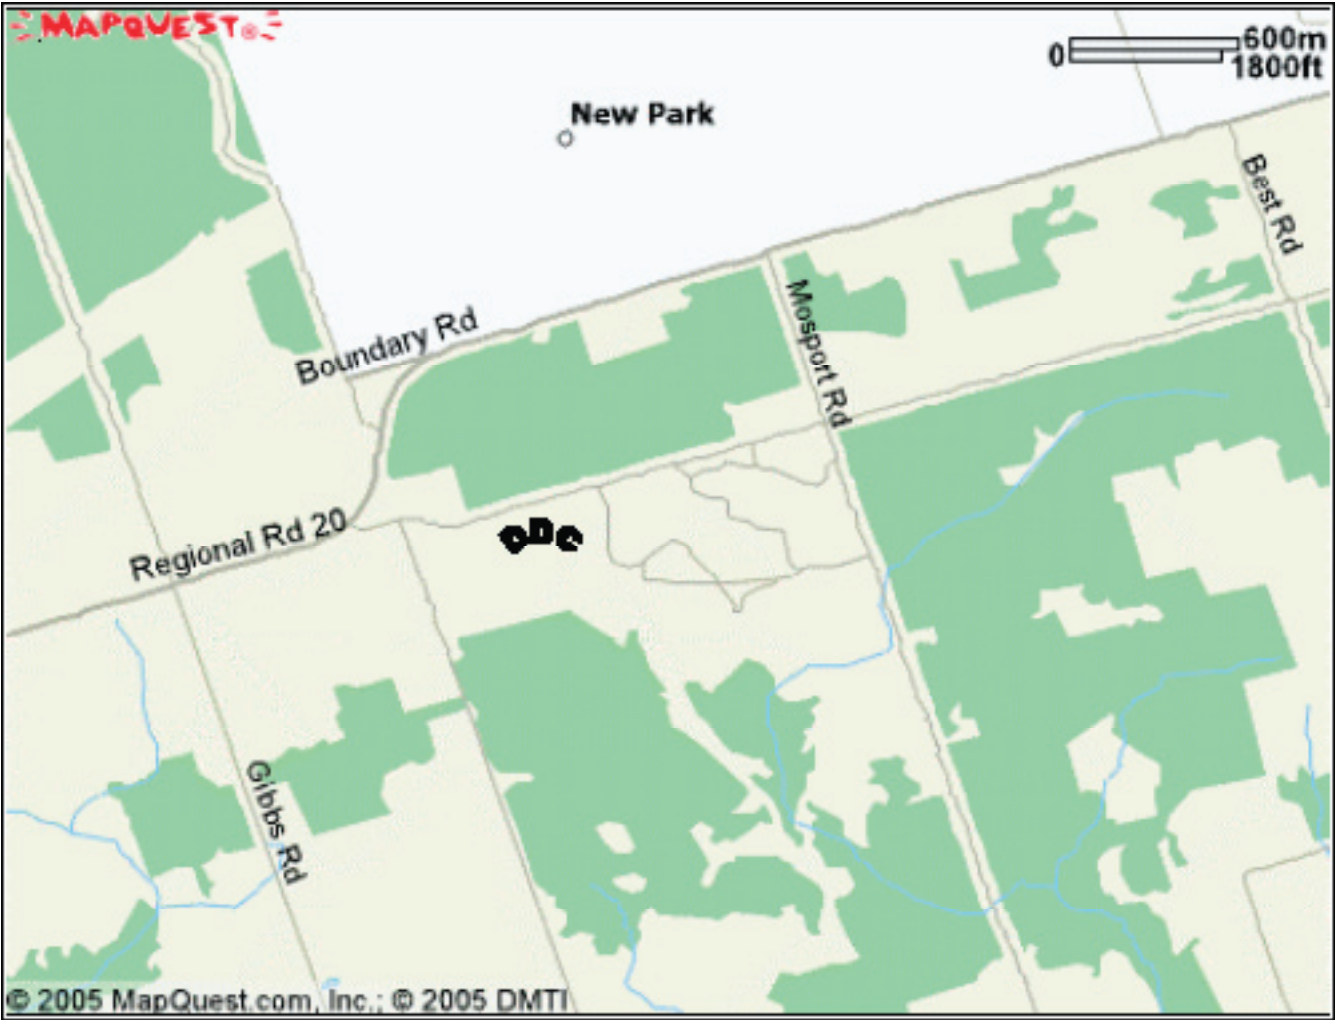 MAPQUEST®
600m
0
1800ft
New Park
Best Rd
Mosport Rd
Boundary Rd
Regional Rd 20
Gibbs Rd
© 2005 MapQuest.com, Inc.; © 2005 DMTI